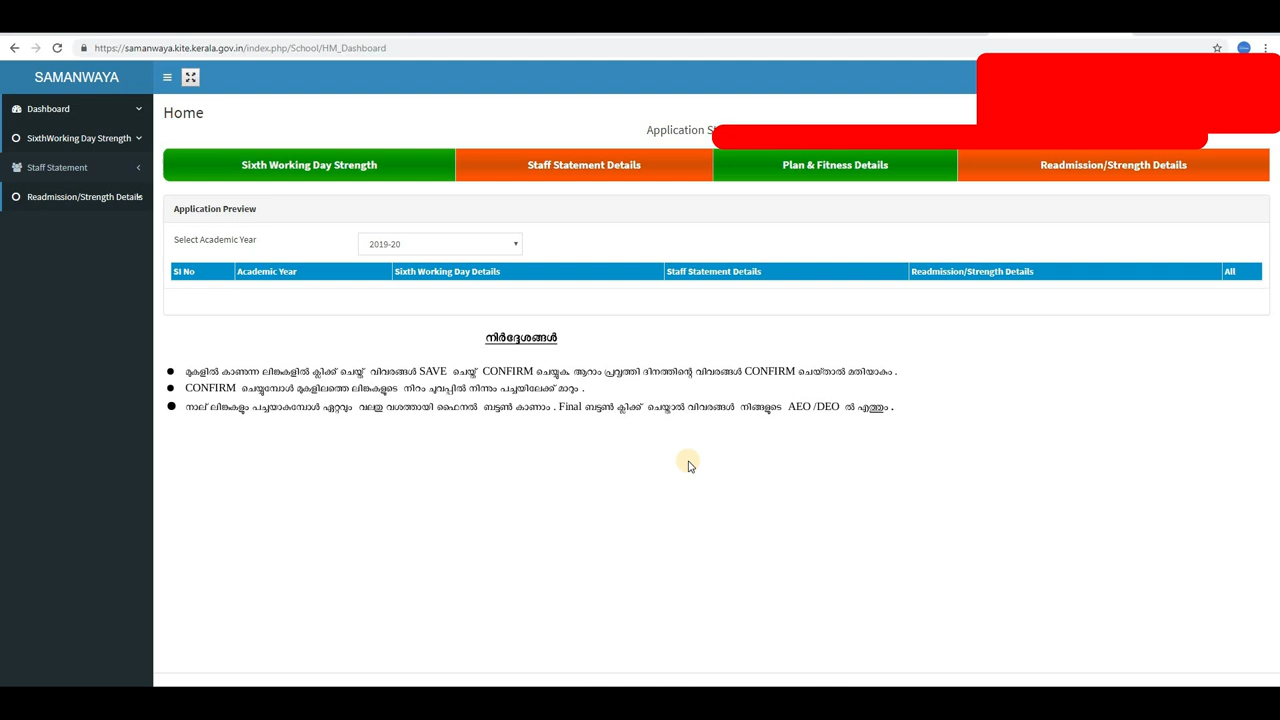 https://samanwaya.kite.kerala.gov.in/index.php/School/HM_Dashboard
SAMANWAYA
Dashboard
SixthWorking Day Strength
Staff Statement
Readmission/Strength Details
Home
Application S
Sixth Working Day Strength Staff Statement Details Plan & Fitness Details Readmission/Strength Details
Application Preview
Select Academic Year 2019-20
SI No Academic Year Sixth Working Day Details Staff Statement Details Readmission/Strength Details All
നിർദ്ദേശങ്ങൾ
മുകളിൽ കാണുന്ന ലിങ്കുകളിൽ ക്ലിക്ക് ചെയ്ത് വിവരങ്ങൾ SAVE ചെയ്ത് CONFIRM ചെയ്യുക. ആറാം പ്രവൃത്തി ദിനത്തിന്റെ വിവരങ്ങൾ CONFIRM ചെയ്താൽ മതിയാകും .
CONFIRM ചെയ്യുമ്പോൾ മുകളിലത്തെ ലിങ്കുകളുടെ നിറം ചുവപ്പിൽ നിന്നും പച്ചയിലേക്ക് മാറും .
നാല് ലിങ്കുകളും പച്ചയാകുമ്പോൾ ഏറ്റവും വലതു വശത്തായി ഫൈനൽ ബട്ടൺ കാണാം . Final ബട്ടൺ ക്ലിക്ക് ചെയ്താൽ വിവരങ്ങൾ നിങ്ങളുടെ AEO /DEO ൽ എത്തും .